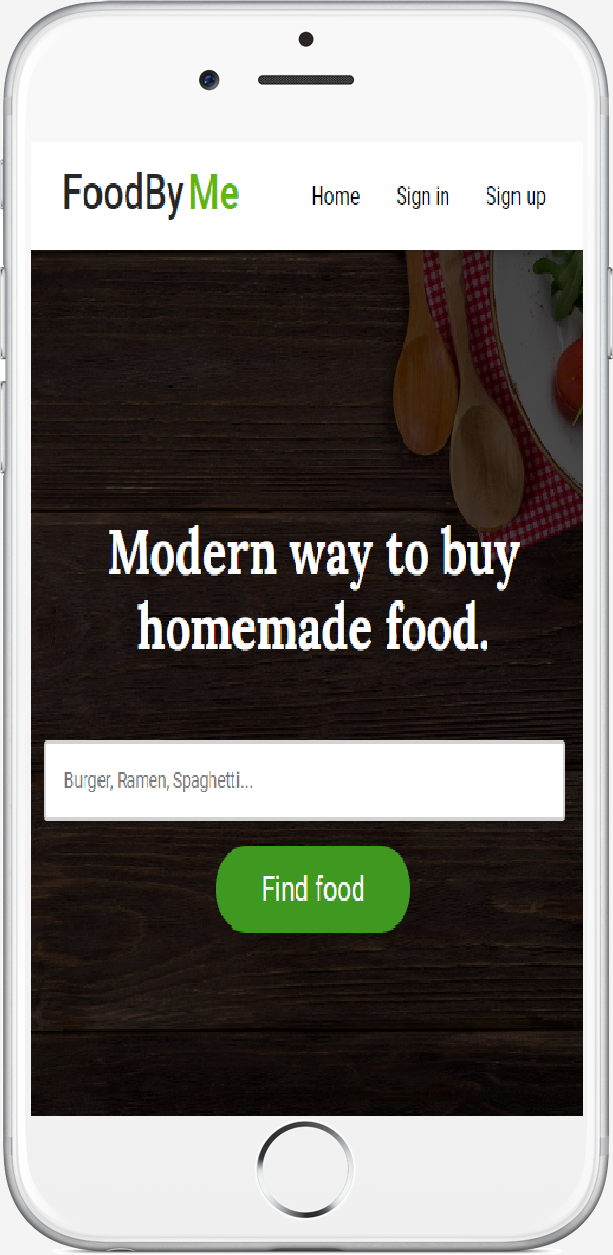 FoodByMe Home Sign in Sign up
Modern way to buy
homemade food.
Burger, Ramen, Spaghetti...
Find food